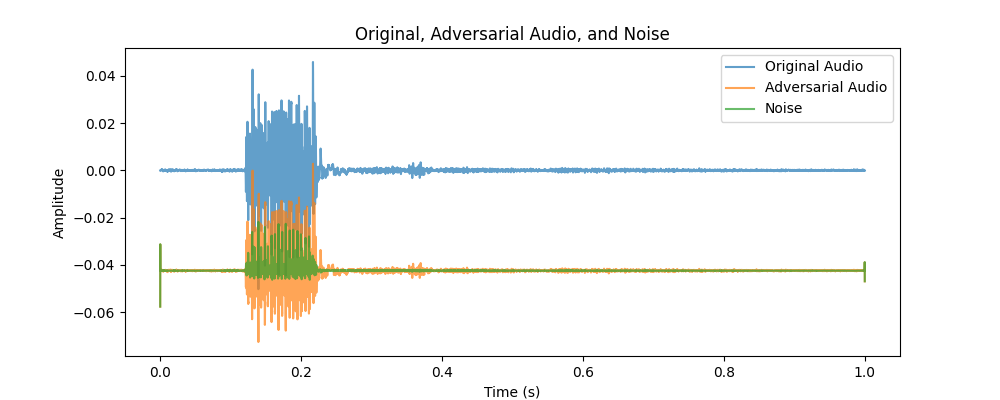 Original, Adversarial Audio, and Noise
Original Audio
Adversarial Audio
Noise
Amplitude
0.04
0.02
0.00
−0.02
−0.04
−0.06
0.0 0.2 0.4 0.6 0.8 1.0
Time (s)